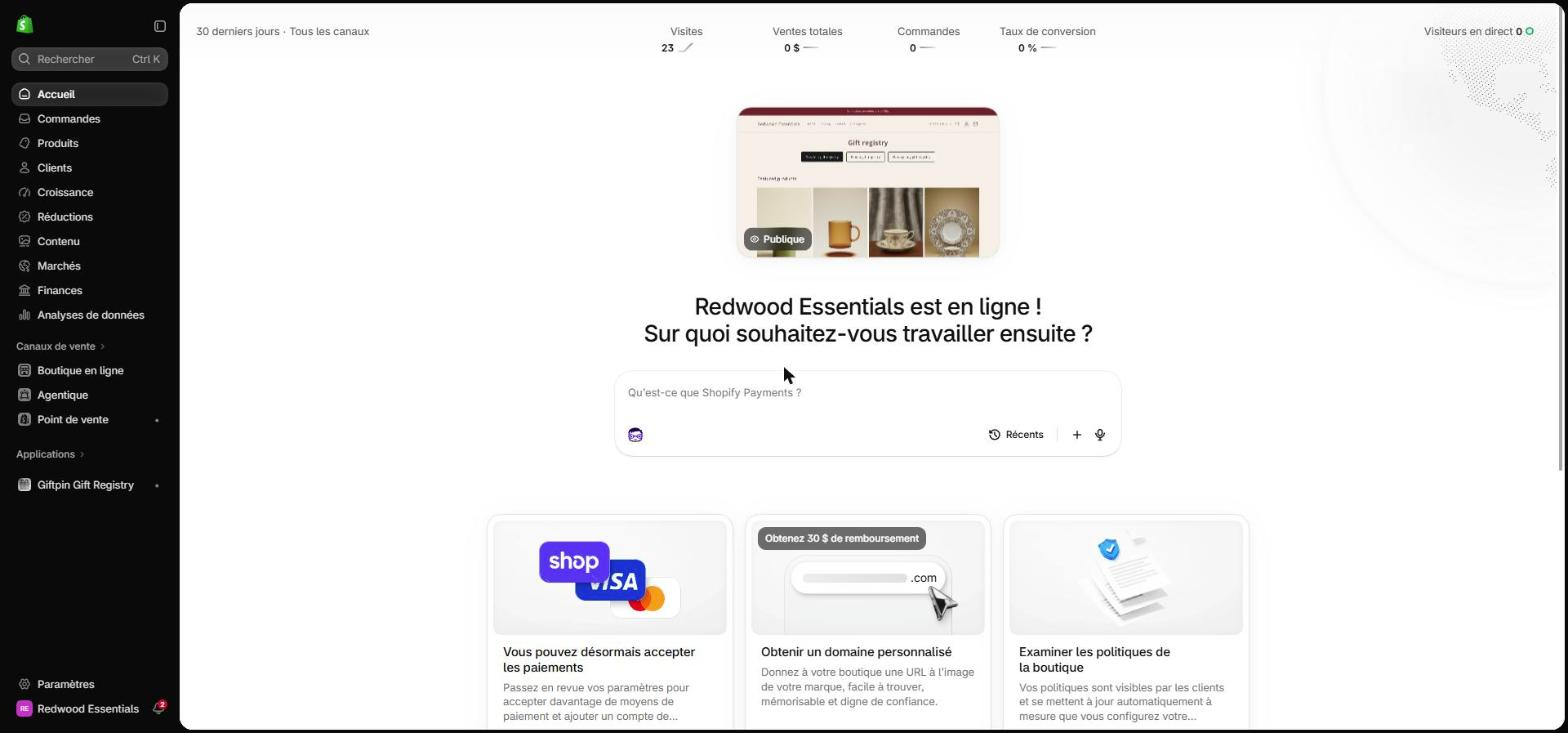 Rechercher
Ctrl K
Accueil
Commandes
Produits
Clients
Croissance
Réductions
Contenu
Marchés
Finances
Analyses de données
Canaux de vente
Boutique en ligne
Agentique
Point de vente
Applications
Giftpin Gift Registry
Paramètres
RE Redwood Essentials 2
30 derniers jours · Tous les canaux
Visites
23
Ventes totales
0 $
Commandes
0
Taux de conversion
0 %
Visiteurs en direct 0
Redwood Essentials
Gift registry
Featured products
Publique
Redwood Essentials est en ligne !
Sur quoi souhaitez-vous travailler ensuite ?
Qu'est-ce que Shopify Payments ?
Récents
shop
VISA
Vous pouvez désormais accepter
les paiements
Passez en revue vos paramètres pour
accepter davantage de moyens de
paiement et ajouter un compte de...
Obtenez 30 $ de remboursement
.com
Obtenir un domaine personnalisé
Donnez à votre boutique une URL à l'image
de votre marque, facile à trouver,
mémorisable et digne de confiance.
Examiner les politiques de
la boutique
Vos politiques sont visibles par les clients
et se mettent à jour automatiquement à
mesure que vous configurez votre...